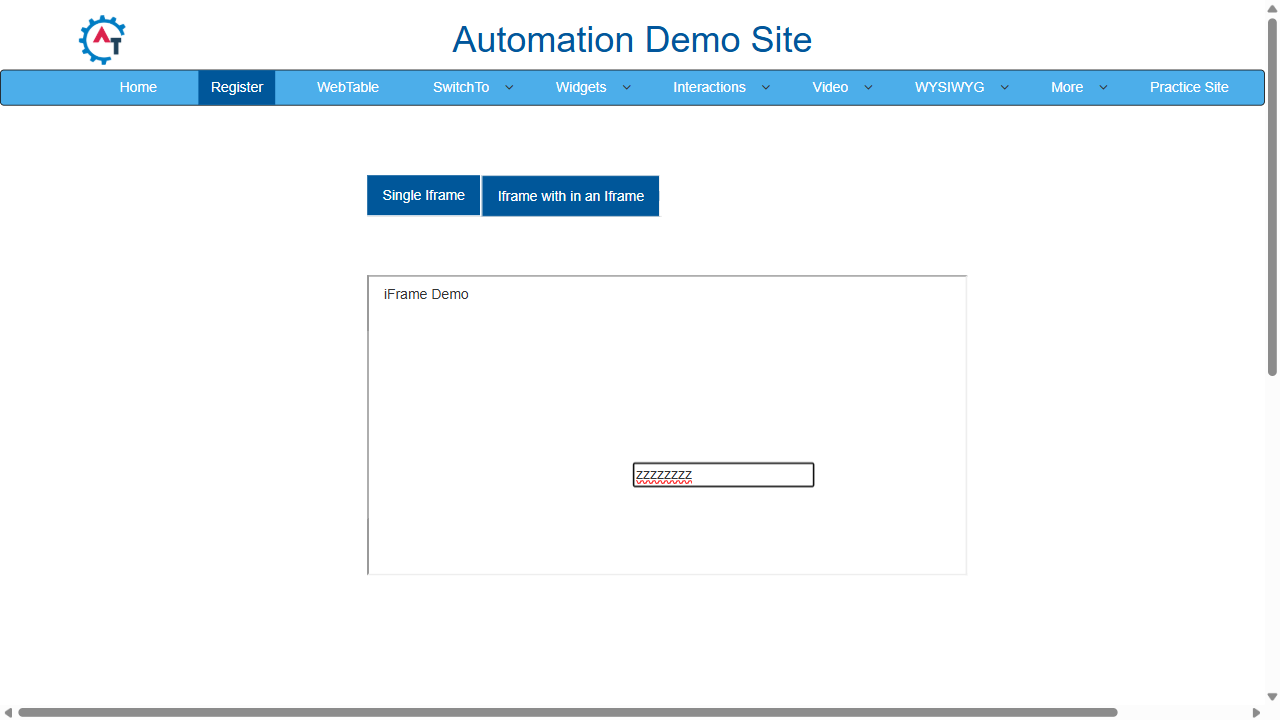 AT
Automation Demo Site
Home Register WebTable SwitchTo Widgets Interactions Video WYSIWYG More Practice Site
Single Iframe Iframe with in an Iframe
iFrame Demo
zzzzzzzz